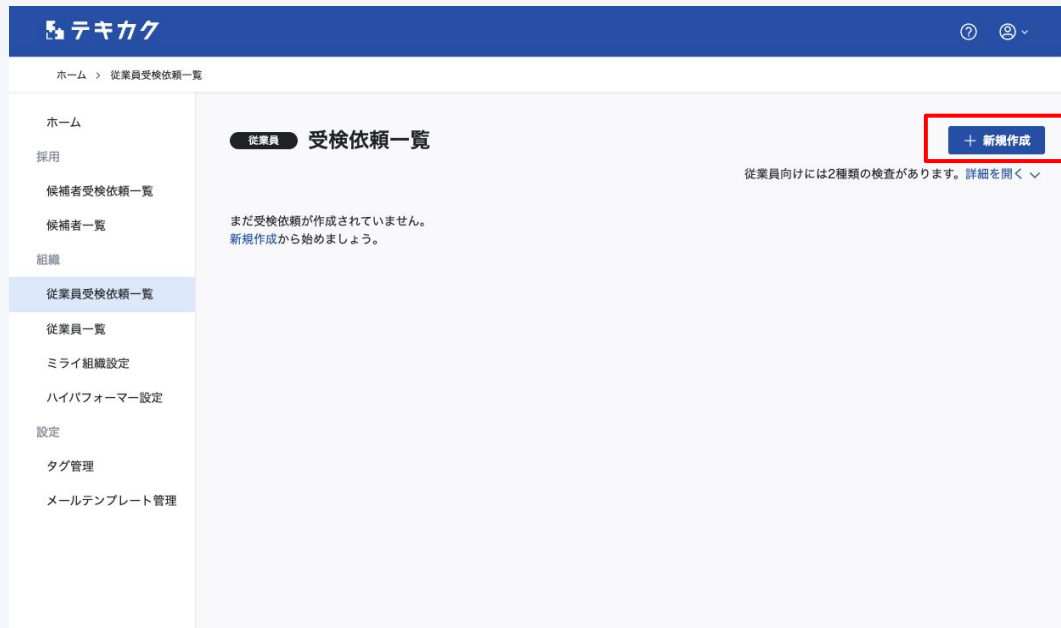 テキカク
ホーム > 従業員受検依頼一覧
ホーム
採用
候補者受検依頼一覧
候補者一覧
組織
従業員受検依頼一覧
従業員一覧
ミライ組織設定
ハイパフォーマー設定
設定
タグ管理
メールテンプレート管理
従業員 受検依頼一覧
+ 新規作成
従業員向けには2種類の検査があります。詳細を開く
まだ受検依頼が作成されていません。
新規作成から始めましょう。